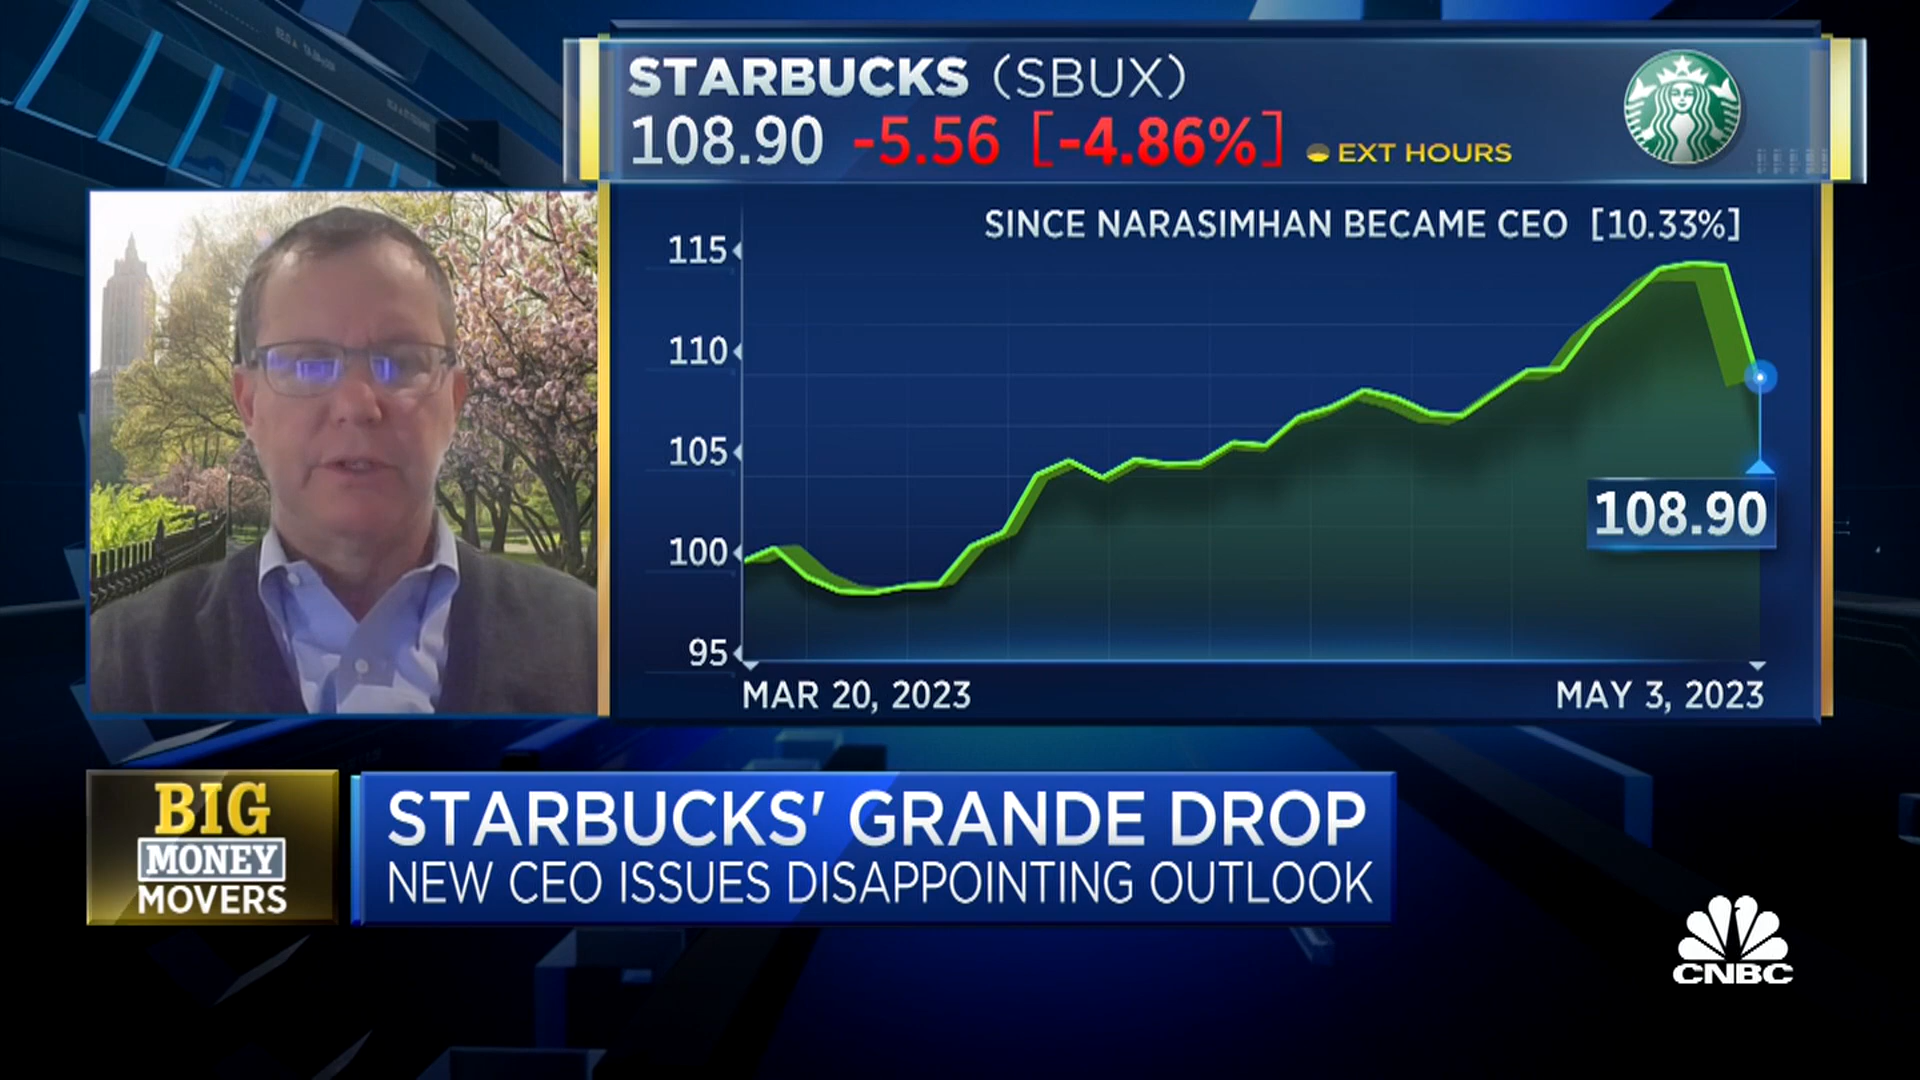 STARBUCKS (SBUX)
108.90 -5.56 [-4.86%] EXT HOURS
SINCE NARASIMHAN BECAME CEO [10.33%]
115
110
105
100
95
108.90
MAR 20, 2023
MAY 3, 2023
BIG
MONEY
MOVERS
STARBUCKS' GRANDE DROP
NEW CEO ISSUES DISAPPOINTING OUTLOOK
CNBC